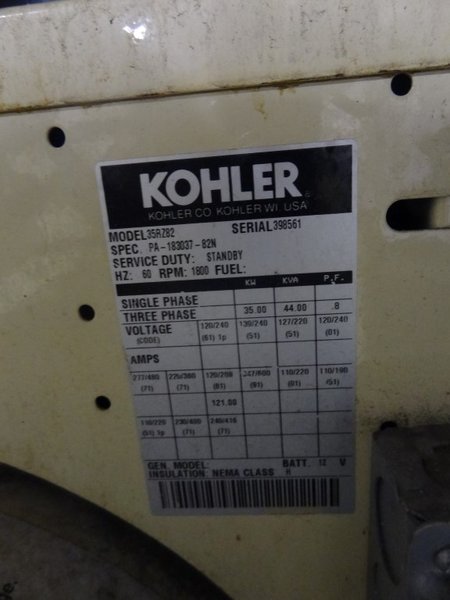 KOHLER
KOHLER CO. KOHLER WI. USA
MODEL 35RZ82 SERIAL 398561
SPEC. PA-183037-82N
SERVICE DUTY: STANDBY
HZ: 60 RPM: 1800 FUEL:
KW KVA P.F.
SINGLE PHASE
THREE PHASE 35.00 44.00 .8
VOLTAGE 120/240 139/240 127/220 120/240
(CODE) (61) 1p (51) (51) (01)
AMPS
277/480 220/380 120/208 347/600 110/220 110/190
(71) (71) (61) (61) (01) (51)
121.00
110/220 230/400 240/416
(51) 1p (71) (71)
GEN. MODEL: BATT. 12 V
INSULATION: NEMA CLASS H